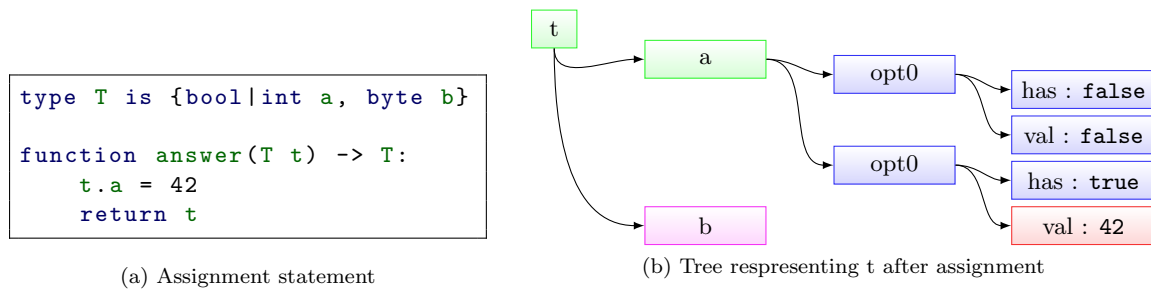 type T is {bool|int a, byte b}
function answer(T t) -> T:
t.a = 42
return t
(a) Assignment statement
t
a
opt0
has : false
val : false
opt0
has : true
val : 42
b
(b) Tree respresenting t after assignment